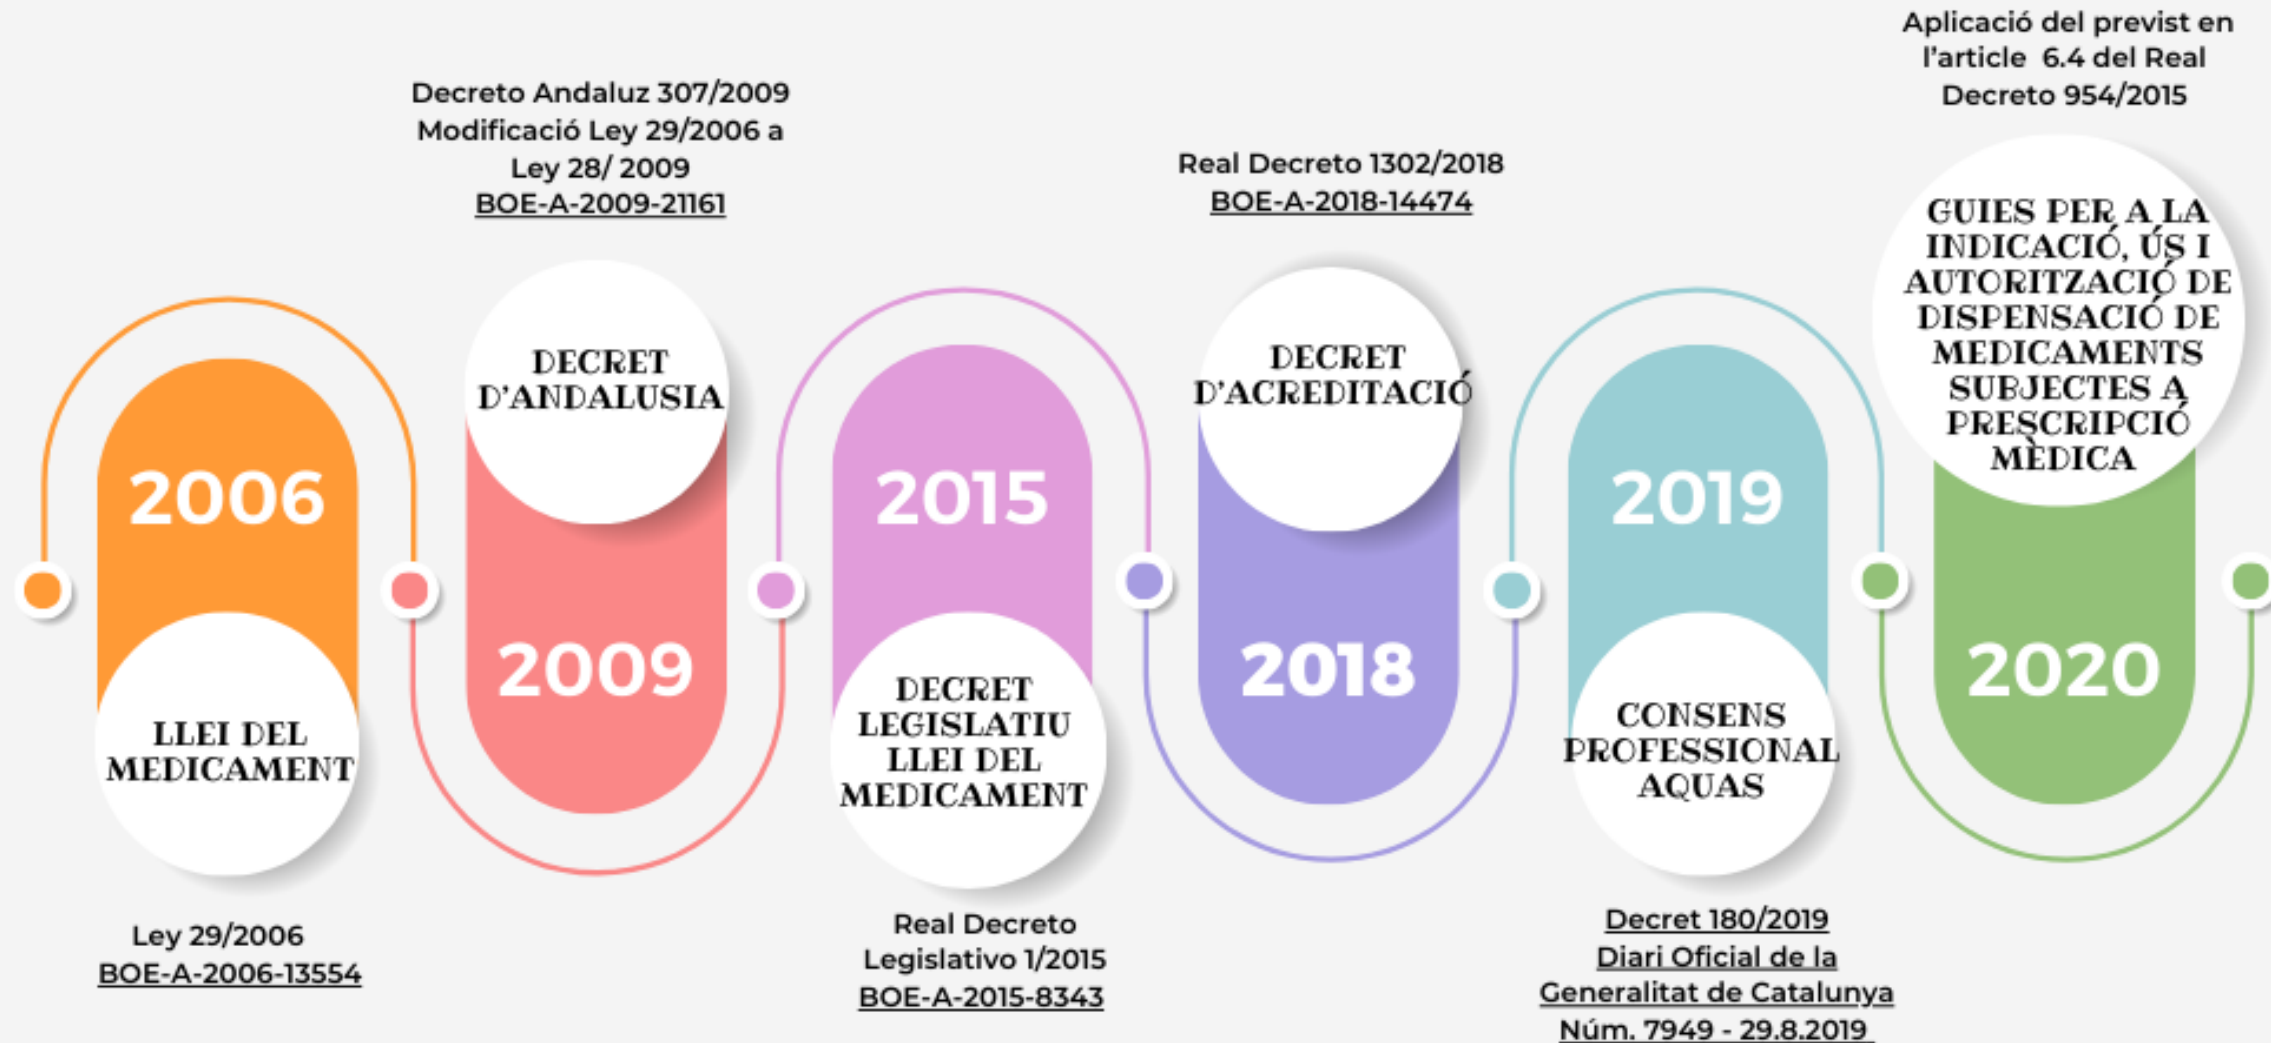 2006
LLEI DEL
MEDICAMENT
Ley 29/2006
BOE-A-2006-13554
Decreto Andaluz 307/2009
Modificació Ley 29/2006 a
Ley 28/ 2009
BOE-A-2009-21161
DECRET
D'ANDALUSIA
2009
2015
DECRET
LEGISLATIU
LLEI DEL
MEDICAMENT
Real Decreto
Legislativo 1/2015
BOE-A-2015-8343
Real Decreto 1302/2018
BOE-A-2018-14474
DECRET
D'ACREDITACIÓ
2018
2019
CONSENS
PROFESSIONAL
AQUAS
Decret 180/2019
Diari Oficial de la
Generalitat de Catalunya
Núm. 7949 - 29.8.2019
Aplicació del previst en
l'article 6.4 del Real
Decreto 954/2015
GUIES PER A LA
INDICACIÓ, ÚS I
AUTORITZACIÓ DE
DISPENSACIÓ DE
MEDICAMENTS
SUBJECTES A
PRESCRIPCIÓ
MÈDICA
2020